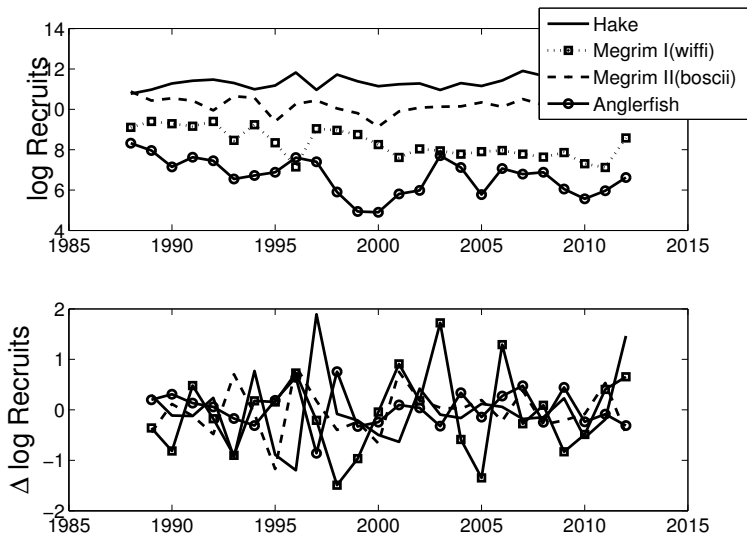 Hake
Megrim I(wiffi)
Megrim II(boscii)
Anglerfish
log Recruits
14
12
10
8
6
4
1985 1990 1995 2000 2005 2010 2015
Δ log Recruits
2
1
0
−1
−2
1985 1990 1995 2000 2005 2010 2015